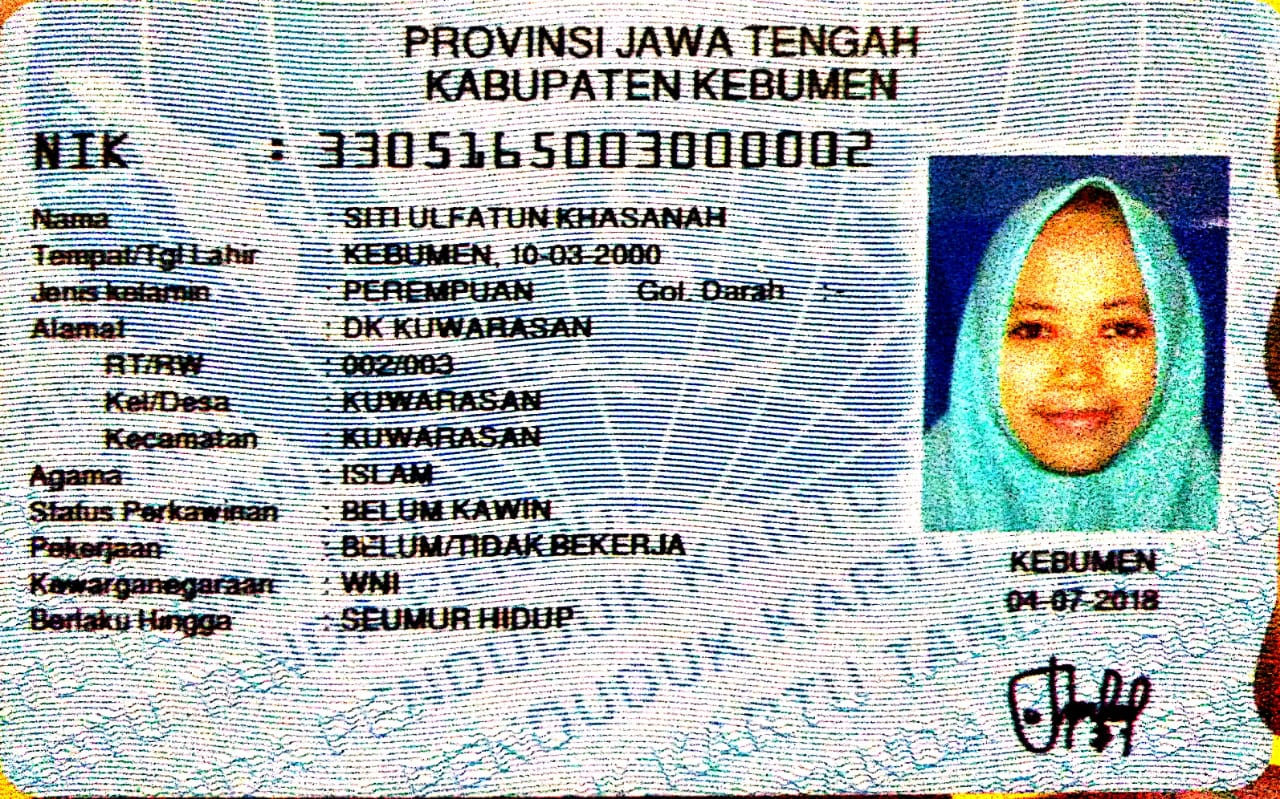 PROVINSI JAWA TENGAH
KABUPATEN KEBUMEN
NIK : 3305165003000002
Nama : SITI ULFATUN KHASANAH
Tempat/Tgl Lahir : KEBUMEN, 10-03-2000
Jenis kelamin : PEREMPUAN Gol. Darah : -
Alamat : DK KUWARASAN
RT/RW : 002/003
Kel/Desa : KUWARASAN
Kecamatan : KUWARASAN
Agama : ISLAM
Status Perkawinan : BELUM KAWIN
Pekerjaan : BELUM/TIDAK BEKERJA
Kewarganegaraan : WNI
Berlaku Hingga : SEUMUR HIDUP
KEBUMEN
04-07-2018